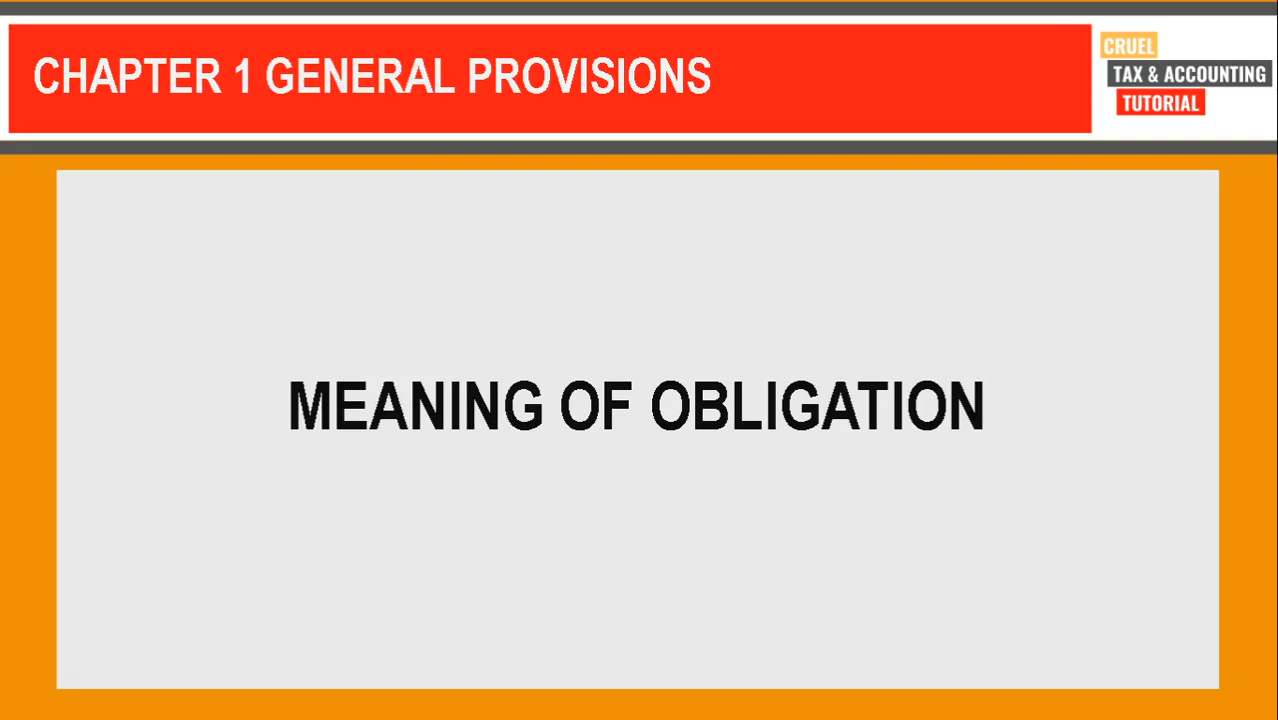 CHAPTER 1 GENERAL PROVISIONS
CRUEL
TAX & ACCOUNTING
TUTORIAL
MEANING OF OBLIGATION